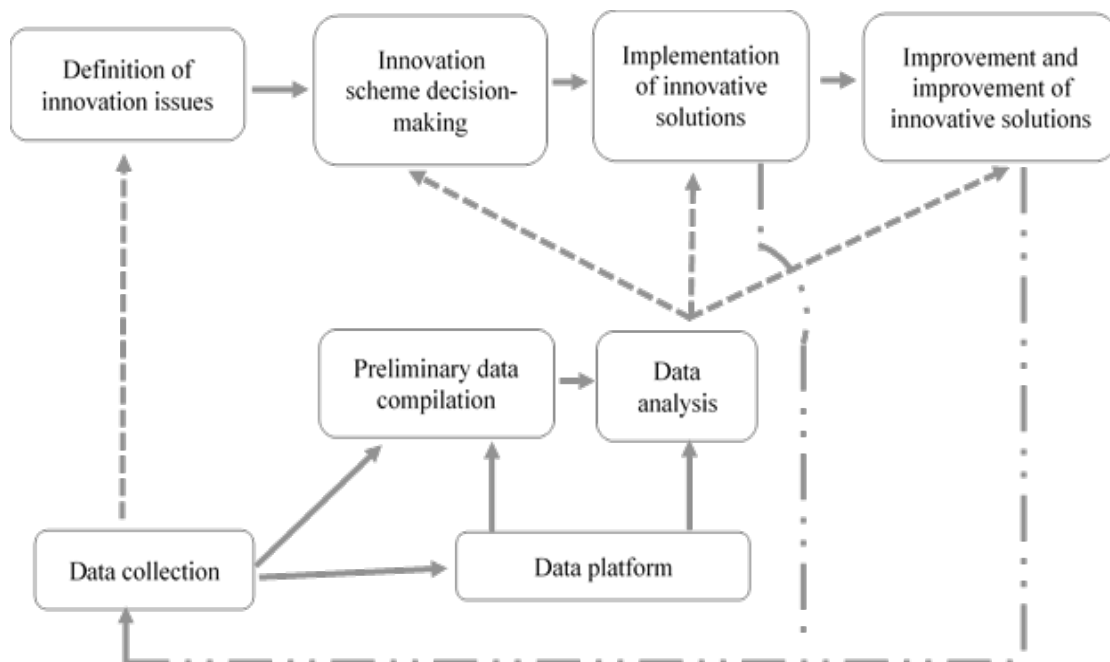 Definition of
innovation issues
Innovation
scheme decision-
making
Implementation
of innovative
solutions
Improvement and
improvement of
innovative solutions
Preliminary data
compilation
Data
analysis
Data collection
Data platform